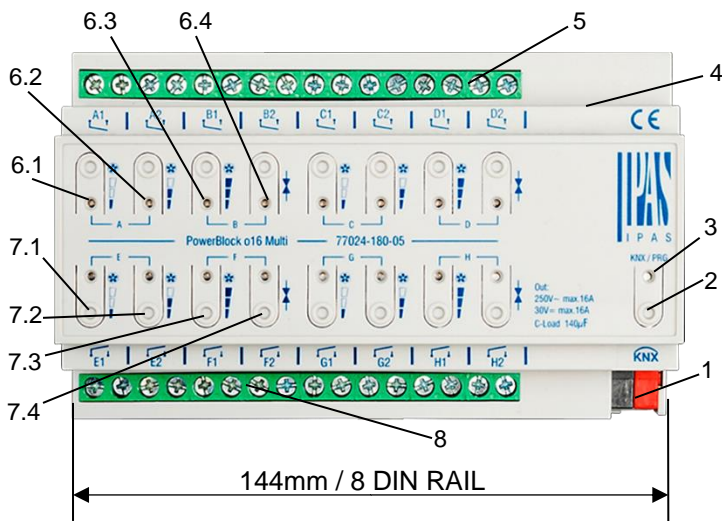 6.3 6.4 5
6.2 4
A1 A2 B1 B2 C1 C2 D1 D2 CE
6.1
A B C D
IPAS
PowerBlock o16 Multi 77024-180-05
KNX / PRG 3
7.1 E F G H
Out:
250V~ max.16A
30V= max.16A
C-Load 140µF
2
7.2
7.3 E1 E2 F1 F2 G1 G2 H1 H2 KNX
7.4 1
8
144mm / 8 DIN RAIL